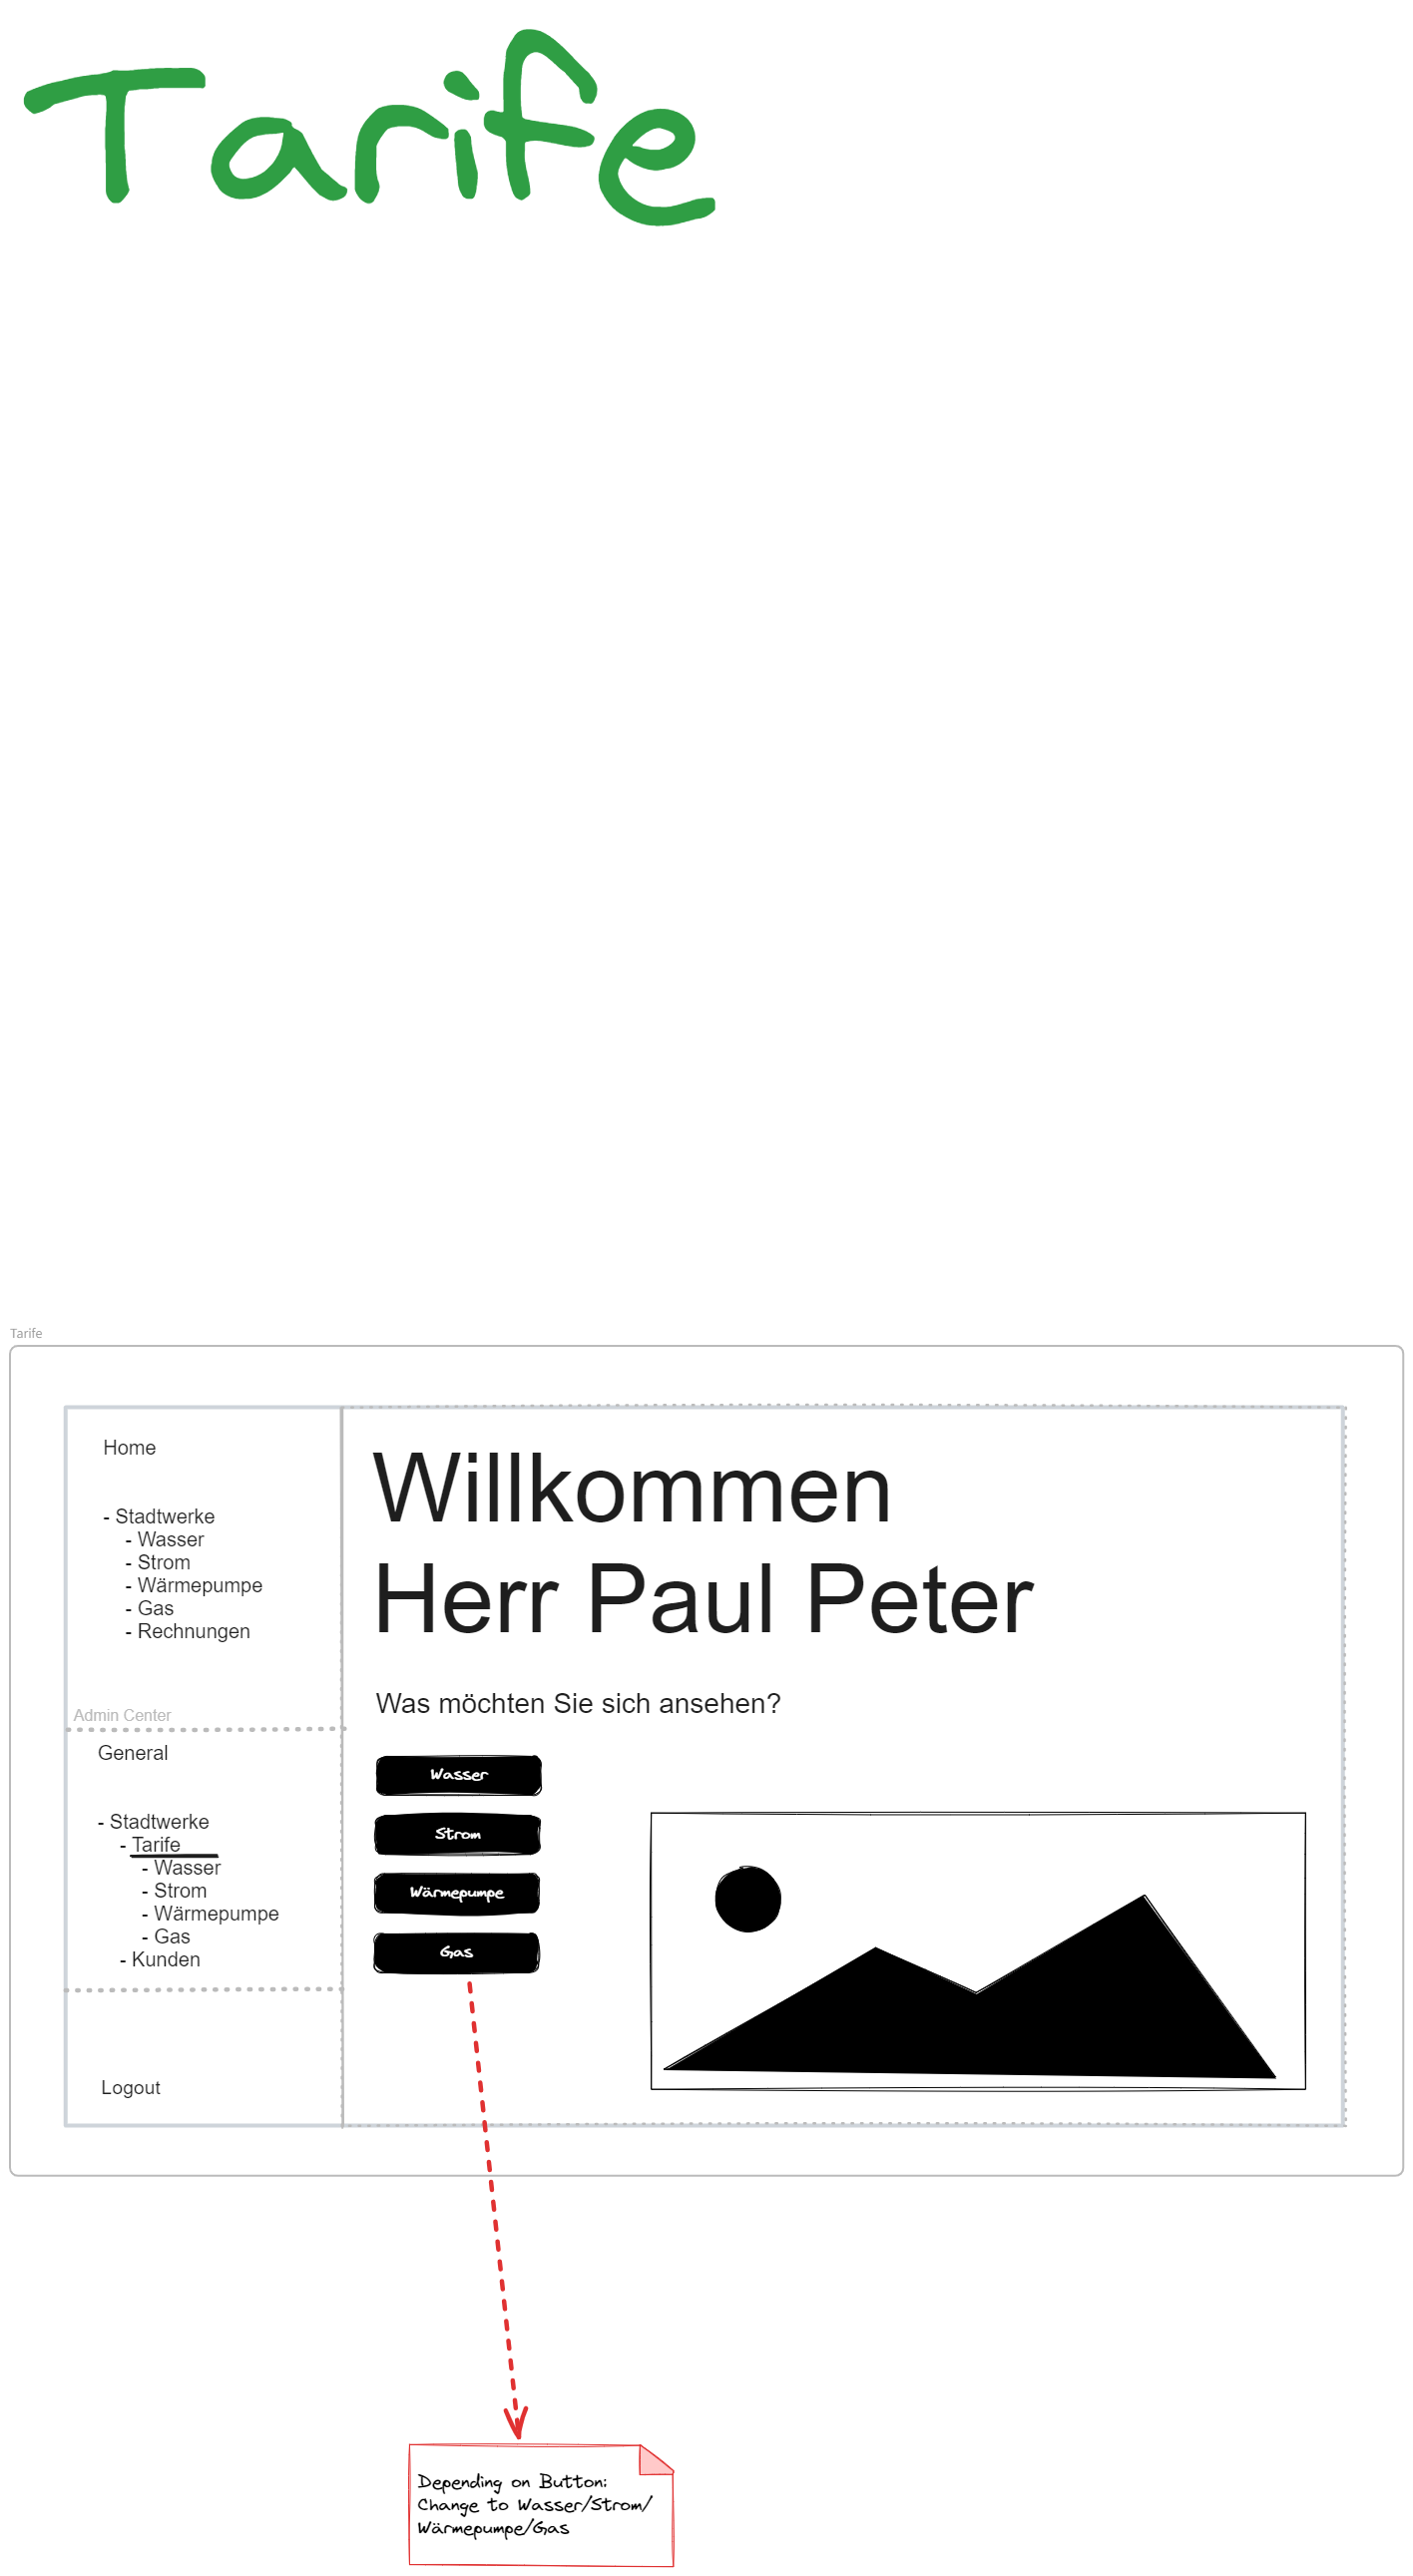 Tarife
Tarife
Home
- Stadtwerke
- Wasser
- Strom
- Wärmepumpe
- Gas
- Rechnungen
Admin Center
General
- Stadtwerke
- Tarife
- Wasser
- Strom
- Wärmepumpe
- Gas
- Kunden
Logout
Willkommen
Herr Paul Peter
Was möchten Sie sich ansehen?
Wasser
Strom
Wärmepumpe
Gas
Depending on Button:
Change to Wasser/Strom/
Wärmepumpe/Gas